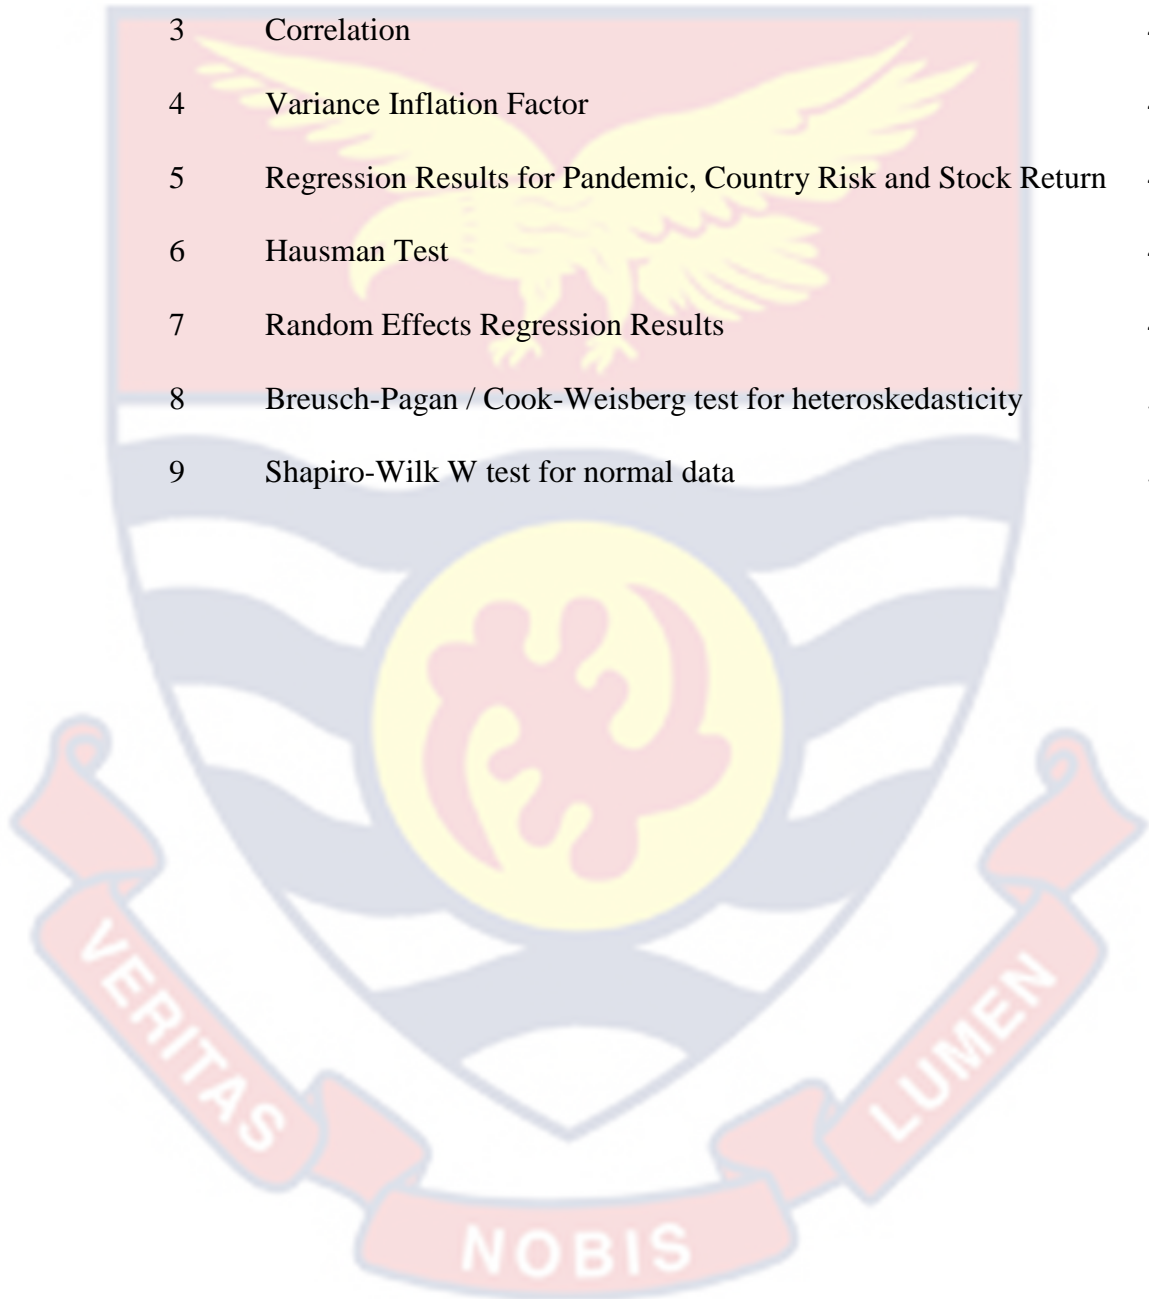 3 Correlation
4 Variance Inflation Factor
5 Regression Results for Pandemic, Country Risk and Stock Return
6 Hausman Test
7 Random Effects Regression Results
8 Breusch-Pagan / Cook-Weisberg test for heteroskedasticity
9 Shapiro-Wilk W test for normal data
VERITAS
NOBIS
LUMEN